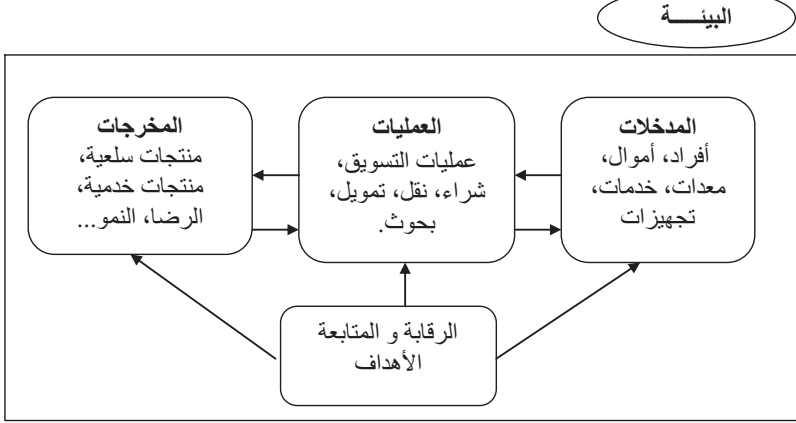 البيئـــــة
المدخلات
أفراد، أموال،
معدات، خدمات،
تجهيزات
العمليات
عمليات التسويق،
شراء، نقل، تمويل،
بحوث.
المخرجات
منتجات سلعية،
منتجات خدمية،
الرضا، النمو...
الرقابة و المتابعة
الأهداف